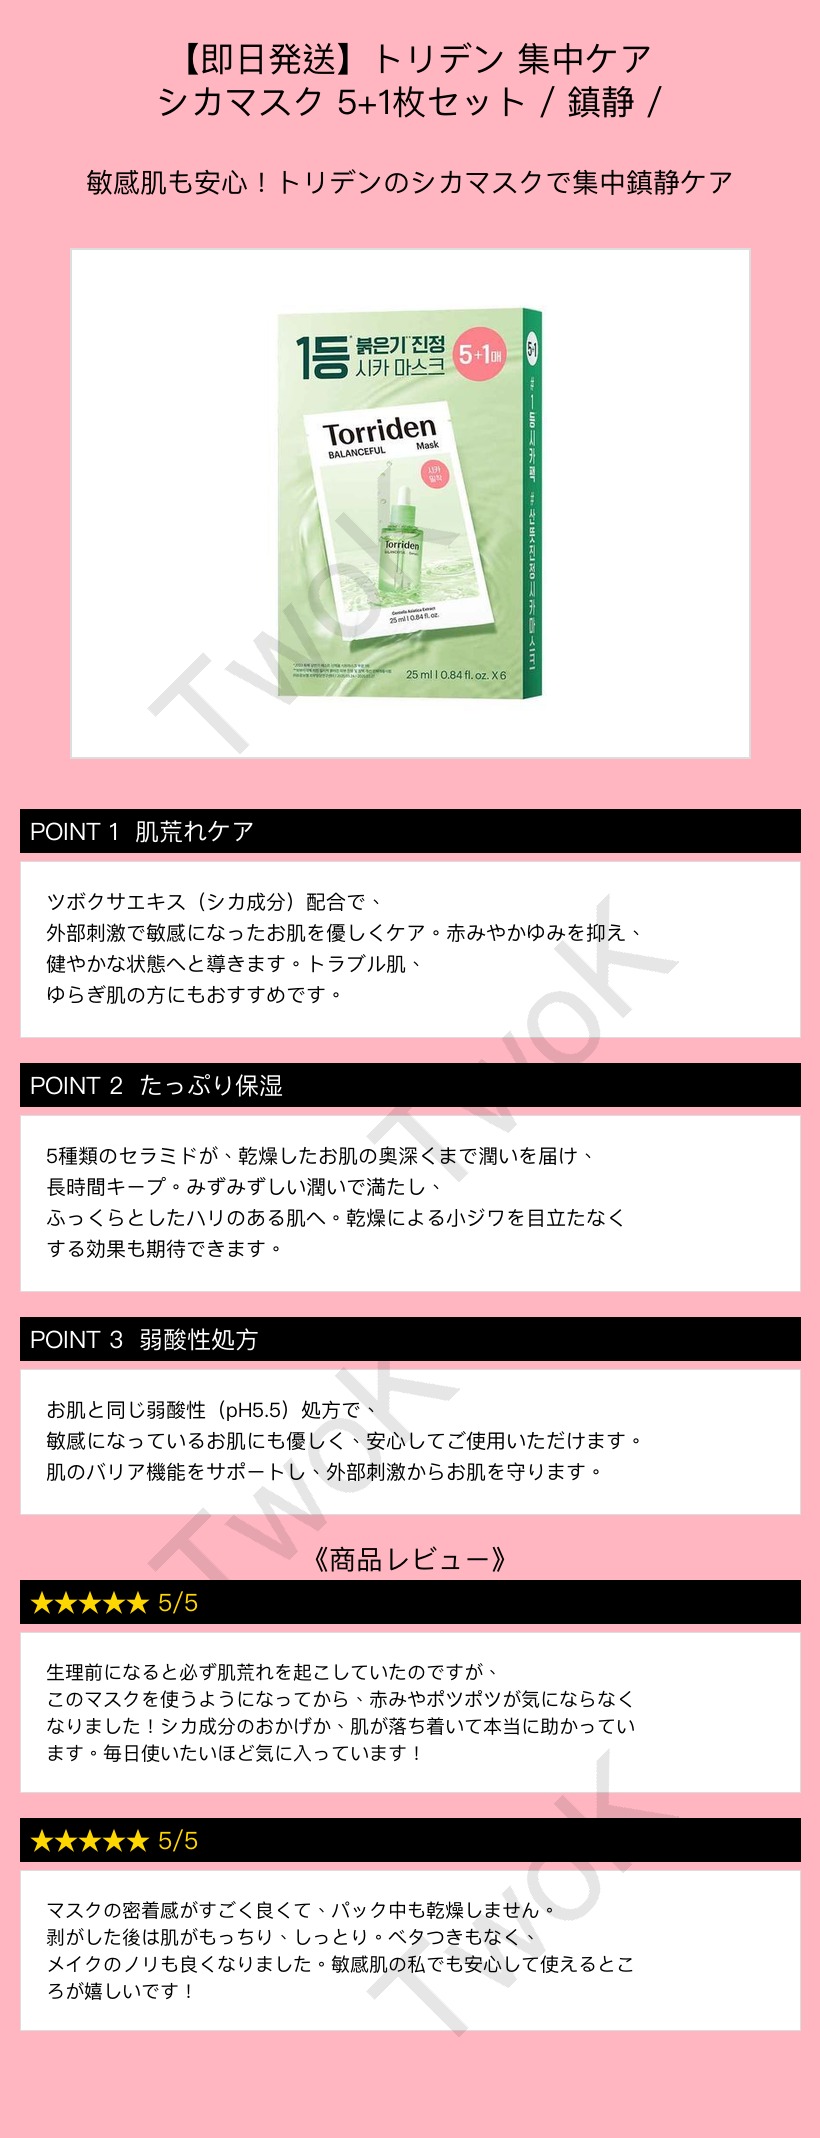 【即日発送】トリデン 集中ケア
シカマスク 5+1枚セット / 鎮静 /
敏感肌も安心！トリデンのシカマスクで集中鎮静ケア
1등 붉은기 진정
시카 마스크
5+1매
5+1
#1등시카팩 #산뜻진정시카마스크
Torriden
BALANCEFUL Mask
시카
밀착
Torriden
Centella Asiatica Extract
25 ml l 0.84 fl. oz.
25 ml l 0.84 fl. oz. X 6
TwoK
POINT 1 肌荒れケア
ツボクサエキス（シカ成分）配合で、
外部刺激で敏感になったお肌を優しくケア。赤みやかゆみを抑え、
健やかな状態へと導きます。トラブル肌、
ゆらぎ肌の方にもおすすめです。
TwoK
POINT 2 たっぷり保湿
5種類のセラミドが、乾燥したお肌の奥深くまで潤いを届け、
長時間キープ。みずみずしい潤いで満たし、
ふっくらとしたハリのある肌へ。乾燥による小ジワを目立たなく
する効果も期待できます。
POINT 3 弱酸性処方
お肌と同じ弱酸性（pH5.5）処方で、
敏感になっているお肌にも優しく、安心してご使用いただけます。
肌のバリア機能をサポートし、外部刺激からお肌を守ります。
TwoK
《商品レビュー》
★★★★★ 5/5
生理前になると必ず肌荒れを起こしていたのですが、
このマスクを使うようになってから、赤みやポツポツが気にならなく
なりました！シカ成分のおかげか、肌が落ち着いて本当に助かってい
ます。毎日使いたいほど気に入っています！
★★★★★ 5/5
マスクの密着感がすごく良くて、パック中も乾燥しません。
剥がした後は肌がもっちり、しっとり。ベタつきもなく、
メイクのノリも良くなりました。敏感肌の私でも安心して使えるとこ
ろが嬉しいです！
TwoK